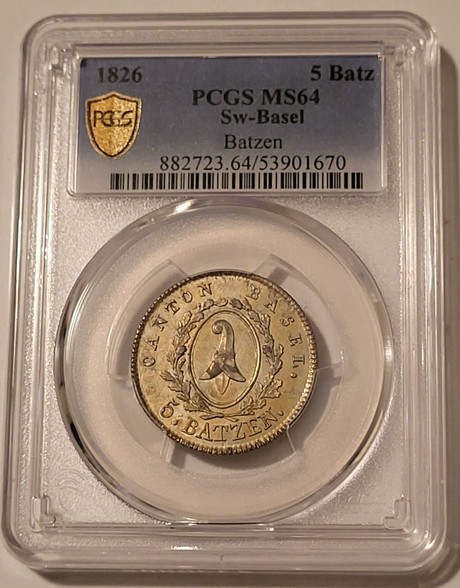 1826 5 Batz
PCGS PCGS MS64
Sw-Basel
Batzen
882723.64/53901670
CANTON BASEL.
5, BATZEN.